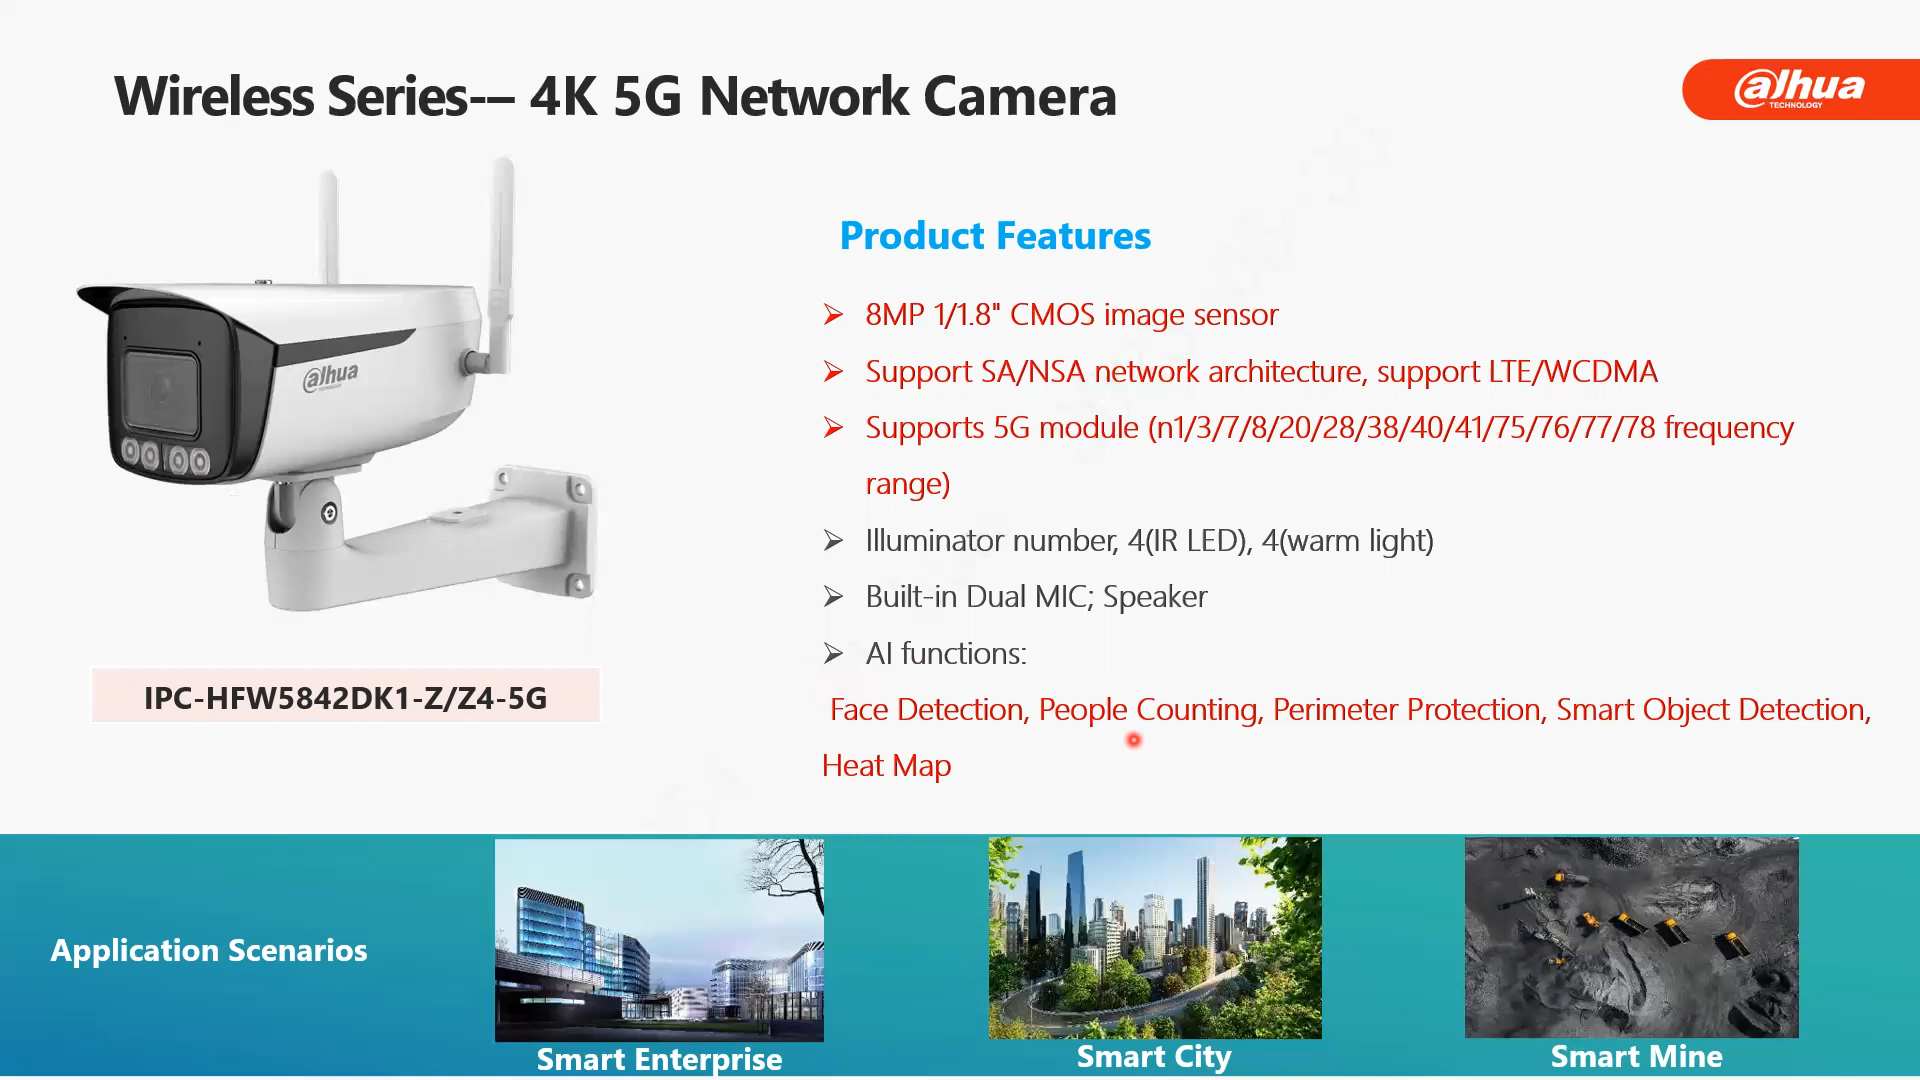 Wireless Series-– 4K 5G Network Camera
alhua
TECHNOLOGY
Product Features
8MP 1/1.8" CMOS image sensor
Support SA/NSA network architecture, support LTE/WCDMA
Supports 5G module (n1/3/7/8/20/28/38/40/41/75/76/77/78 frequency
range)
Illuminator number, 4(IR LED), 4(warm light)
Built-in Dual MIC; Speaker
AI functions:
Face Detection, People Counting, Perimeter Protection, Smart Object Detection,
Heat Map
alhua
TECHNOLOGY
IPC-HFW5842DK1-Z/Z4-5G
Application Scenarios
Smart Enterprise
Smart City
Smart Mine